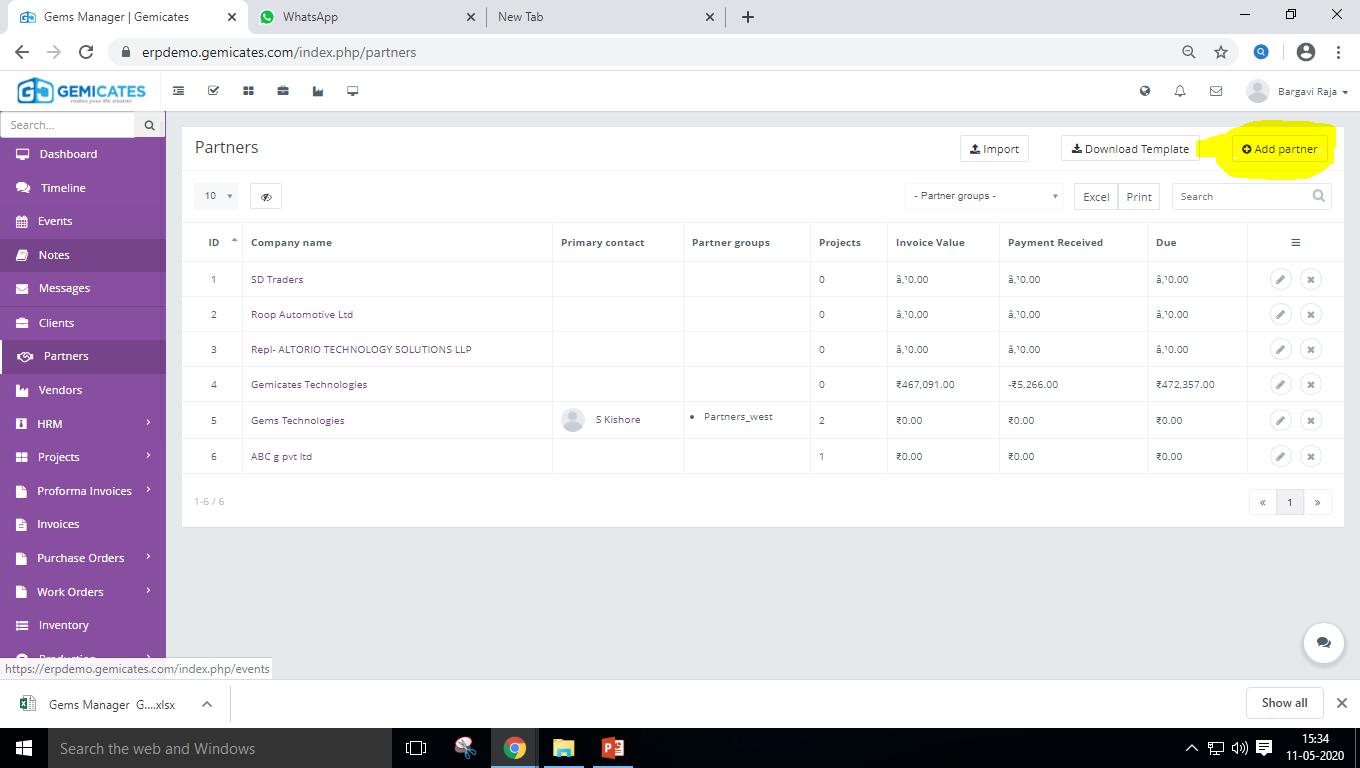 Gems Manager | Gemicates
WhatsApp
New Tab
erpdemo.gemicates.com/index.php/partners
GEMICATES
makes your life smarter
Bargavi Raja
Search...
Dashboard
Timeline
Events
Notes
Messages
Clients
Partners
Vendors
HRM
Projects
Proforma Invoices
Invoices
Purchase Orders
Work Orders
Inventory
Production
Partners
Import
Download Template
Add partner
10
- Partner groups -
Excel
Print
Search
ID Company name Primary contact Partner groups Projects Invoice Value Payment Received Due
1 SD Traders 0 â‚¹0.00 â‚¹0.00 â‚¹0.00
2 Roop Automotive Ltd 0 â‚¹0.00 â‚¹0.00 â‚¹0.00
3 Repl- ALTORIO TECHNOLOGY SOLUTIONS LLP 0 â‚¹0.00 â‚¹0.00 â‚¹0.00
4 Gemicates Technologies 0 ₹467,091.00 -₹5,266.00 ₹472,357.00
5 Gems Technologies S Kishore • Partners_west 2 ₹0.00 ₹0.00 ₹0.00
6 ABC g pvt ltd 1 ₹0.00 ₹0.00 ₹0.00
1-6 / 6
« 1 »
https://erpdemo.gemicates.com/index.php/events
Gems Manager G....xlsx
Show all
Search the web and Windows
15:34
11-05-2020